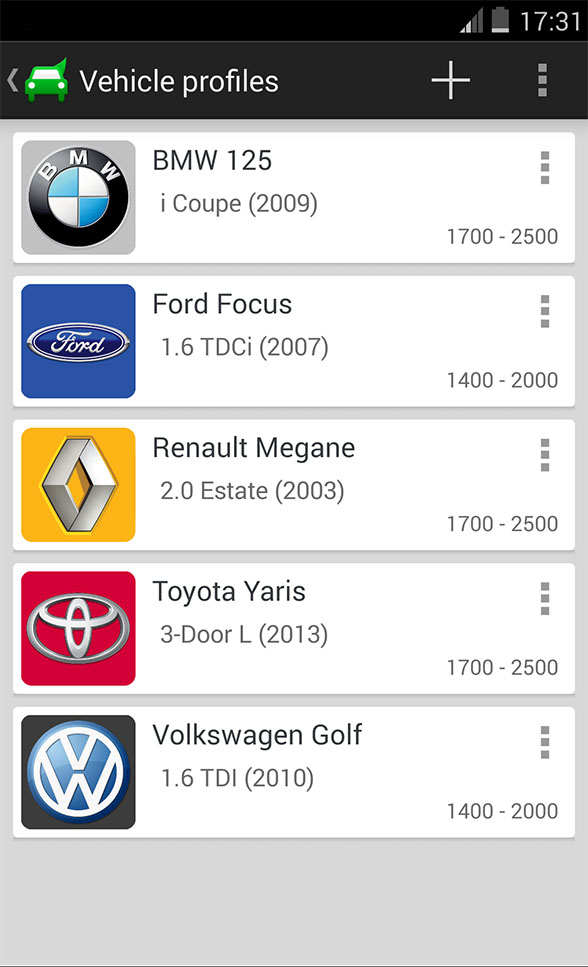 17:31
Vehicle profiles
BMW
BMW 125
i Coupe (2009)
1700 - 2500
Ford
Ford Focus
1.6 TDCi (2007)
1400 - 2000
Renault Megane
2.0 Estate (2003)
1700 - 2500
Toyota Yaris
3-Door L (2013)
1700 - 2500
Volkswagen Golf
1.6 TDI (2010)
1400 - 2000